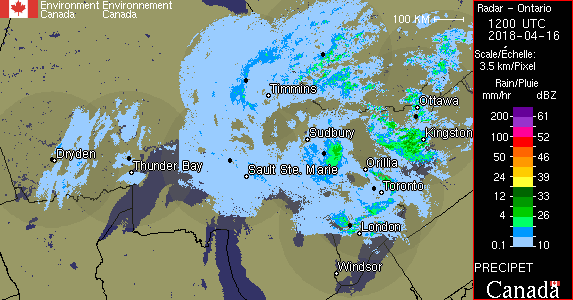 Environment Environnement
Canada Canada
100 KM
Timmins
Ottawa
Sudbury
Kingston
Dryden
Thunder Bay
Sault Ste. Marie
Orillia
Toronto
London
Windsor
Radar - Ontario
1200 UTC
2018-04-16
Scale/Échelle:
3.5 km/Pixel
Rain/Pluie
mm/hr dBZ
200 61
100 52
50 46
24 39
12 33
4 26
0.1 10
PRECIPET
Canada